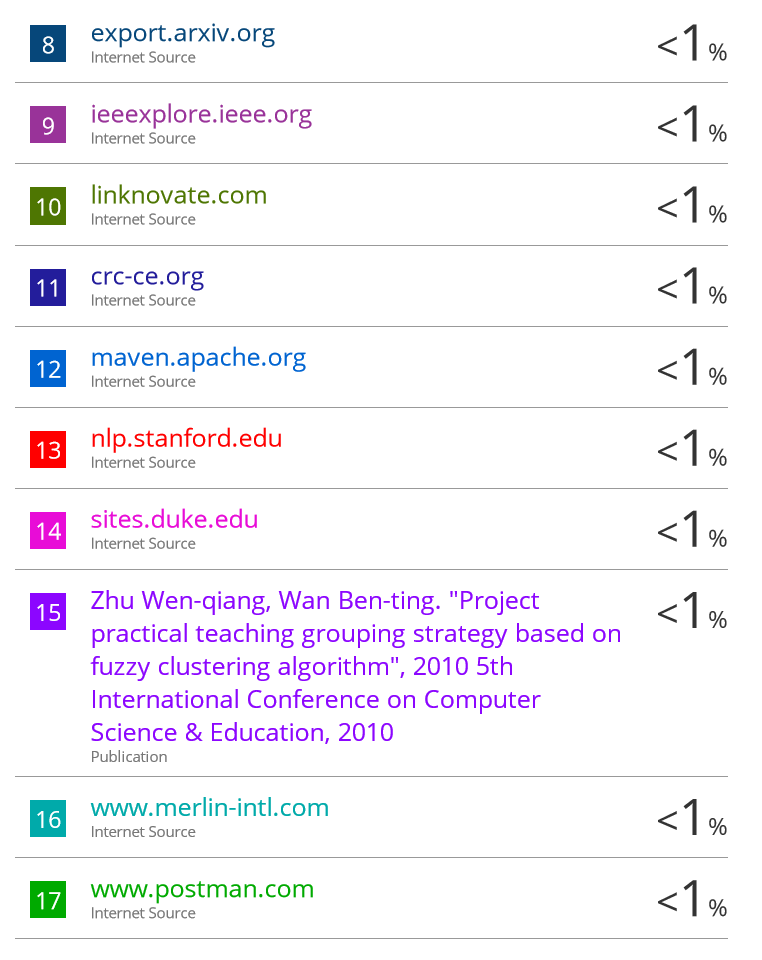 8
export.arxiv.org
Internet Source
<1%
9
ieeexplore.ieee.org
Internet Source
<1%
10
linknovate.com
Internet Source
<1%
11
crc-ce.org
Internet Source
<1%
12
maven.apache.org
Internet Source
<1%
13
nlp.stanford.edu
Internet Source
<1%
14
sites.duke.edu
Internet Source
<1%
15
Zhu Wen-qiang, Wan Ben-ting. "Project
practical teaching grouping strategy based on
fuzzy clustering algorithm", 2010 5th
International Conference on Computer
Science & Education, 2010
Publication
<1%
16
www.merlin-intl.com
Internet Source
<1%
17
www.postman.com
Internet Source
<1%